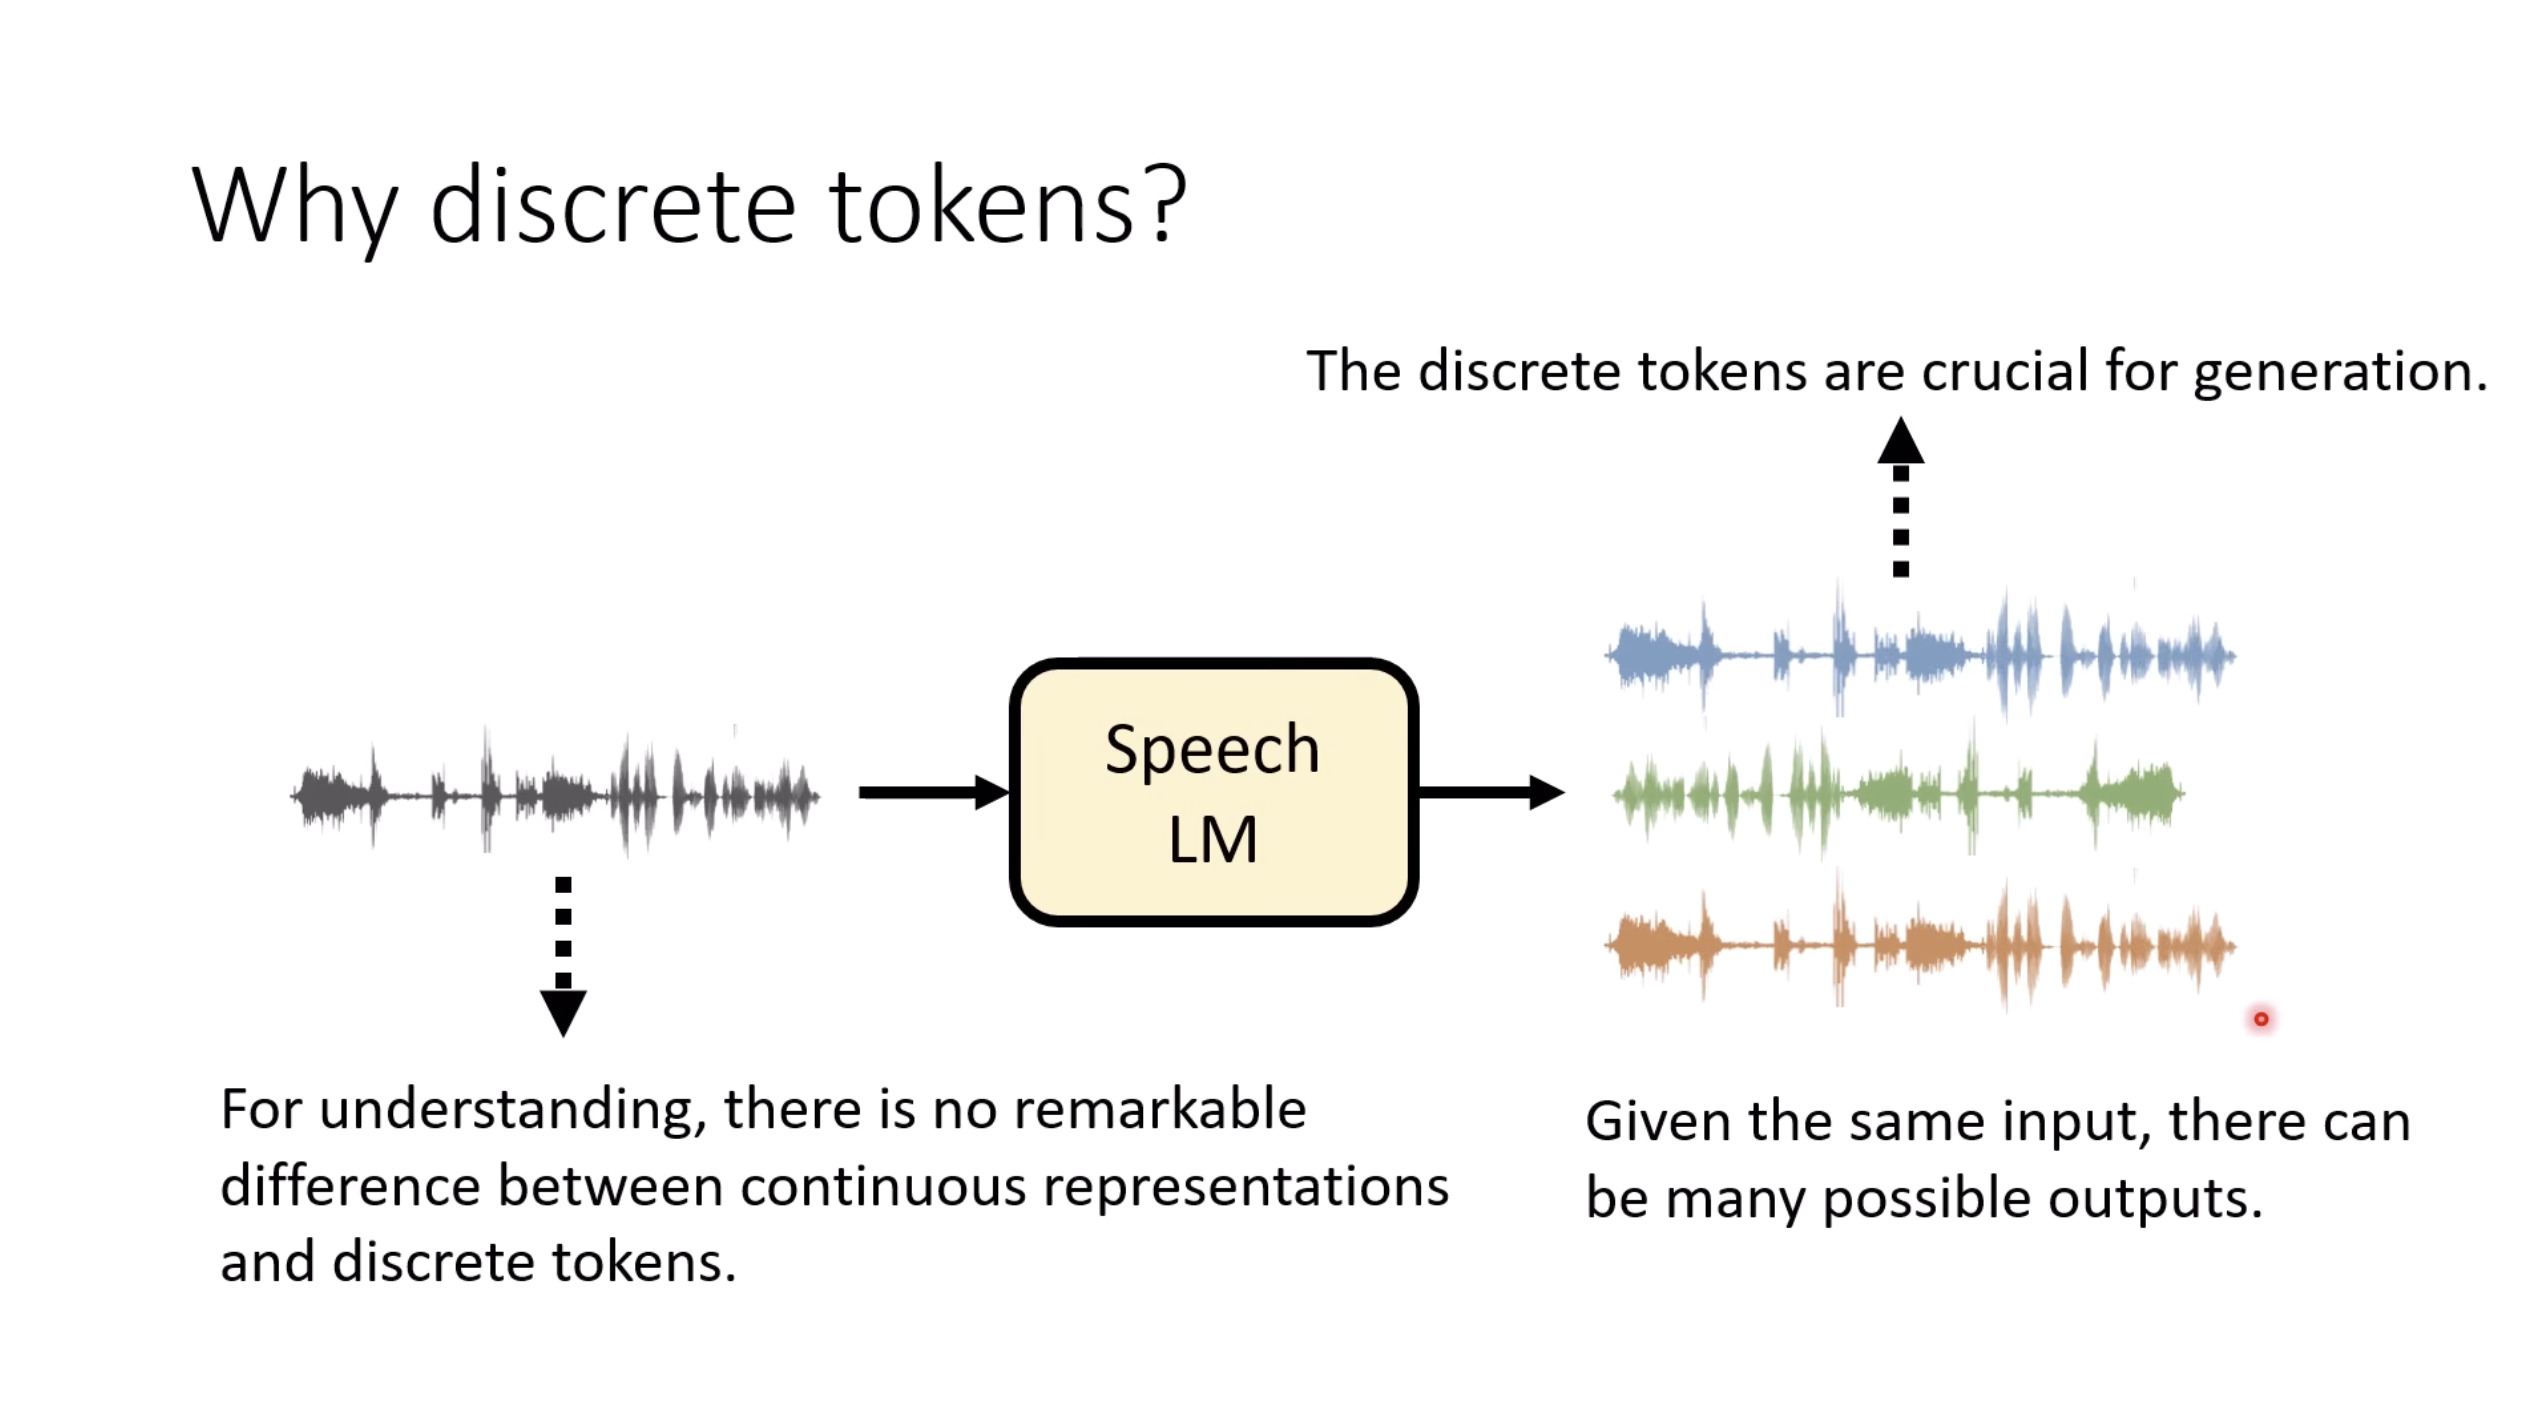 Why discrete tokens?
The discrete tokens are crucial for generation.
Speech
LM
For understanding, there is no remarkable
difference between continuous representations
and discrete tokens.
Given the same input, there can
be many possible outputs.